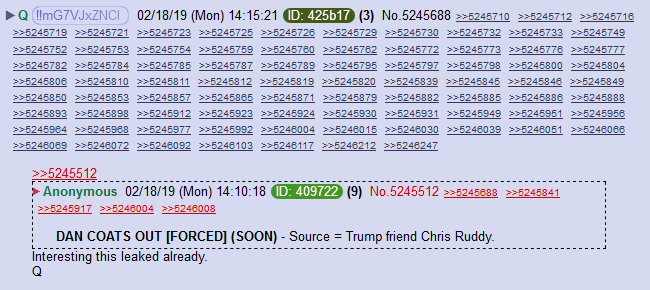 ▶ Q !!mG7VJxZNCI 02/18/19 (Mon) 14:15:21 ID: 425b17 (3) No.5245688 >>5245710 >>5245712 >>5245716
>>5245719 >>5245721 >>5245723 >>5245725 >>5245726 >>5245729 >>5245730 >>5245732 >>5245733 >>5245749
>>5245782 >>5245784 >>5245785 >>5245759 >>5245760 >>5245762 >>5245772 >>5245773 >>5245776 >>5245777
>>5245782 >>5245784 >>5245785 >>5245787 >>5245789 >>5245795 >>5245797 >>5245798 >>5245800 >>5245804
>>5245806 >>5245810 >>5245811 >>5245812 >>5245819 >>5245820 >>5245839 >>5245845 >>5245846 >>5245849
>>5245850 >>5245853 >>5245857 >>5245865 >>5245871 >>5245879 >>5245882 >>5245885 >>5245886 >>5245888
>>5245893 >>5245898 >>5245912 >>5245923 >>5245924 >>5245930 >>5245931 >>5245949 >>5245951 >>5245956
>>5245964 >>5245968 >>5245977 >>5245992 >>5246004 >>5246015 >>5246030 >>5246039 >>5246051 >>5246066
>>5246069 >>5246072 >>5246092 >>5246103 >>5246117 >>5246212 >>5246247
>>5245512
▶ Anonymous 02/18/19 (Mon) 14:10:18 ID: 409722 (9) No.5245512 >>5245688 >>5245841
>>5245917 >>5246004 >>5246008
DAN COATS OUT [FORCED] (SOON) - Source = Trump friend Chris Ruddy.
Interesting this leaked already.
Q